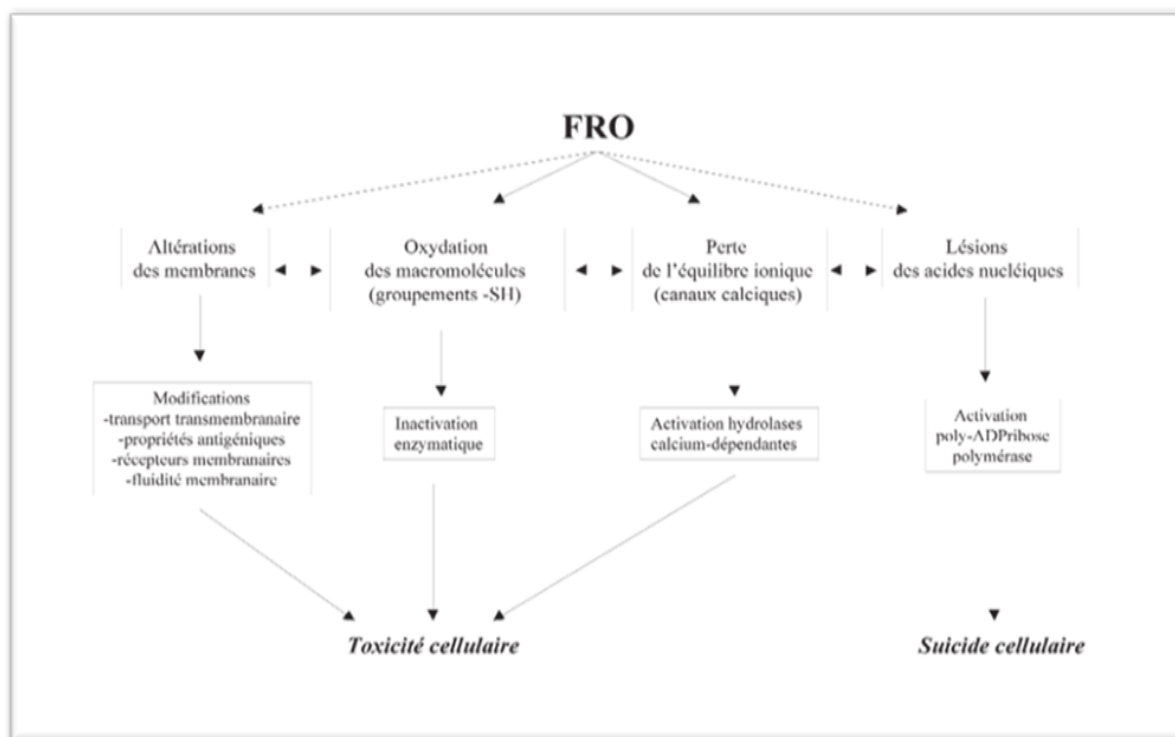 FRO
Altérations
des membranes
Oxydation
des macromolécules
(groupements -SH)
Perte
de l'équilibre ionique
(canaux calciques)
Lésions
des acides nucléiques
Modifications
-transport transmembranaire
-propriétés antigéniques
-récepteurs membranaires
-fluidité membranaire
Inactivation
enzymatique
Activation hydrolases
calcium-dépendantes
Activation
poly-ADPribose
polymérase
Toxicité cellulaire
Suicide cellulaire